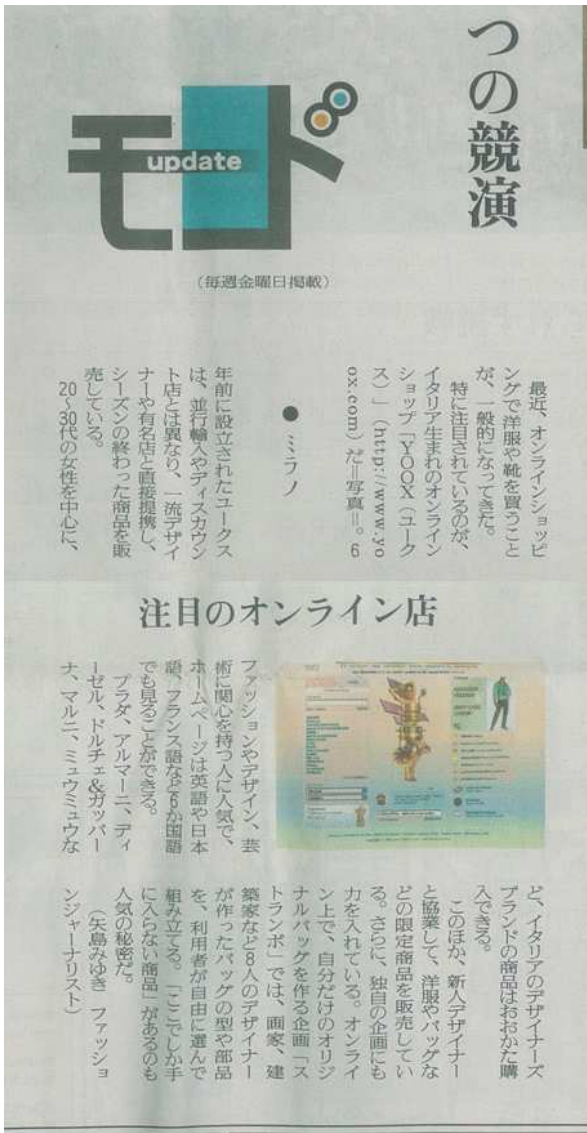 つの競演
モード
update
(毎週金曜日掲載)
最近、オンラインショッピ
ングで洋服や靴を買うこと
が、一般的になってきた。
特に注目されているのが、
イタリア生まれのオンライン
ショップ「YOOX(ユーク
ス)」(http://www.yo
ox.com)だ=写真=。6
●ミラノ
年前に設立されたユークス
は、並行輸入やディスカウン
ト店とは異なり、一流デザイ
ナーや有名店と直接提携し、
シーズンの終わった商品を販
売している。
20〜30代の女性を中心に、
注目のオンライン店
ファッションやデザイン、芸
術に関心を持つ人に人気で、
ホームページは英語や日本
語、フランス語など6か国語
でも見ることができる。
プラダ、アルマーニ、ディ
ーゼル、ドルチェ&ガッバー
ナ、マルニ、ミュウミュウな
ど、イタリアのデザイナーズ
ブランドの商品はおおかた購
入できる。
このほか、新人デザイナー
と協業して、洋服やバッグな
どの限定商品を販売してい
る。さらに、独自の企画にも
力を入れている。オンライ
ン上で、自分だけのオリジ
ナルバッグを作る企画「ス
トランボ」では、画家、建
築家など8人のデザイナー
が作ったバッグの型や部品
を、利用者が自由に選んで
組み立てる。「ここでしか手
に入らない商品」があるのも
人気の秘密だ。
(矢島みゆき ファッショ
ンジャーナリスト)